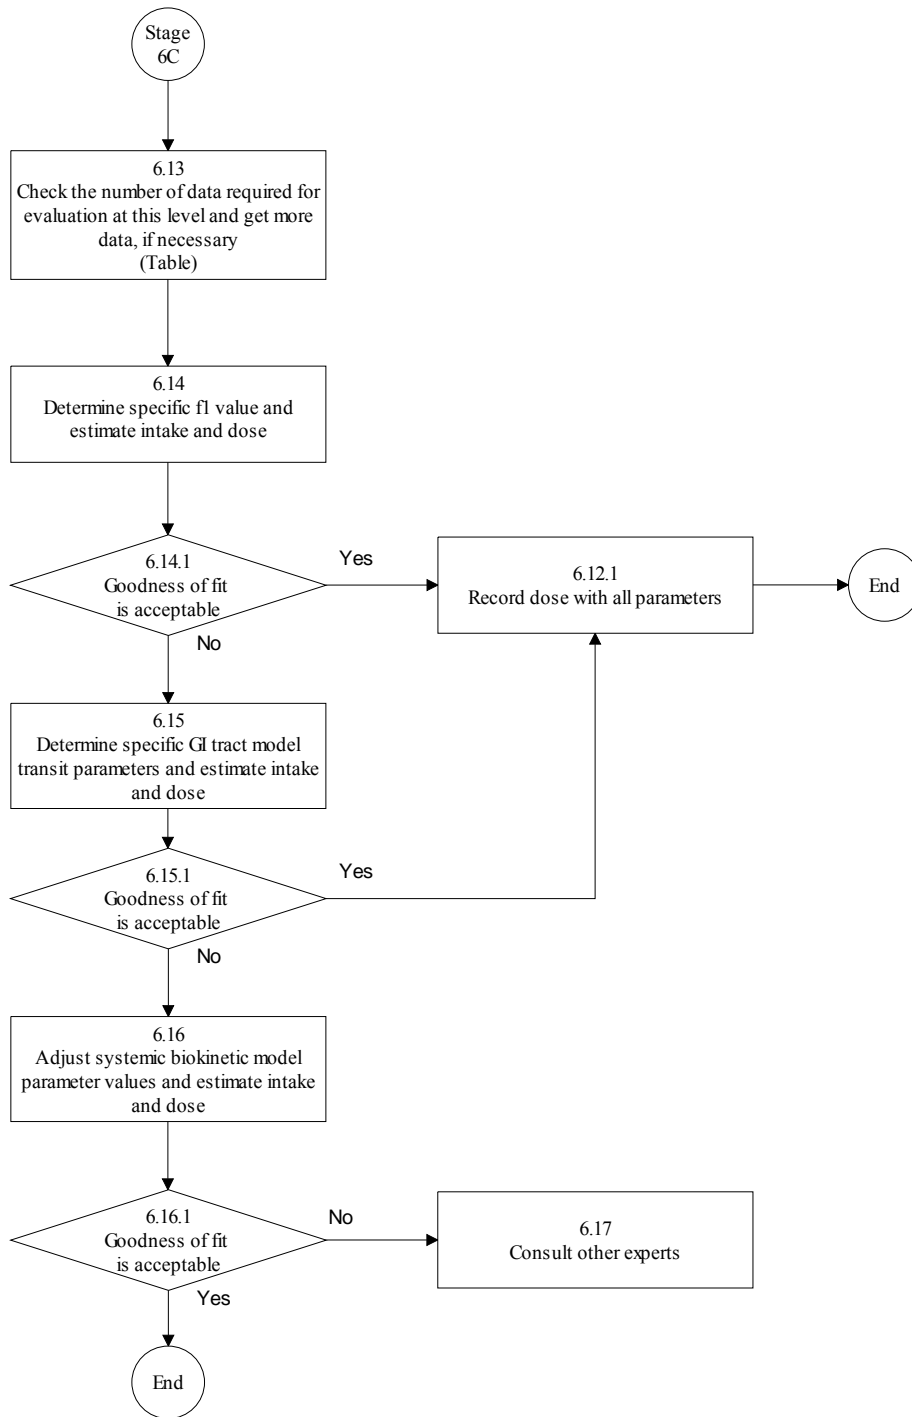 Stage
6C
6.13
Check the number of data required for
evaluation at this level and get more
data, if necessary
(Table)
6.14
Determine specific f1 value and
estimate intake and dose
6.14.1
Goodness of fit
is acceptable
Yes
6.12.1
Record dose with all parameters
End
No
6.15
Determine specific GI tract model
transit parameters and estimate intake
and dose
6.15.1
Goodness of fit
is acceptable
Yes
No
6.16
Adjust systemic biokinetic model
parameter values and estimate intake
and dose
6.16.1
Goodness of fit
is acceptable
No
6.17
Consult other experts
Yes
End